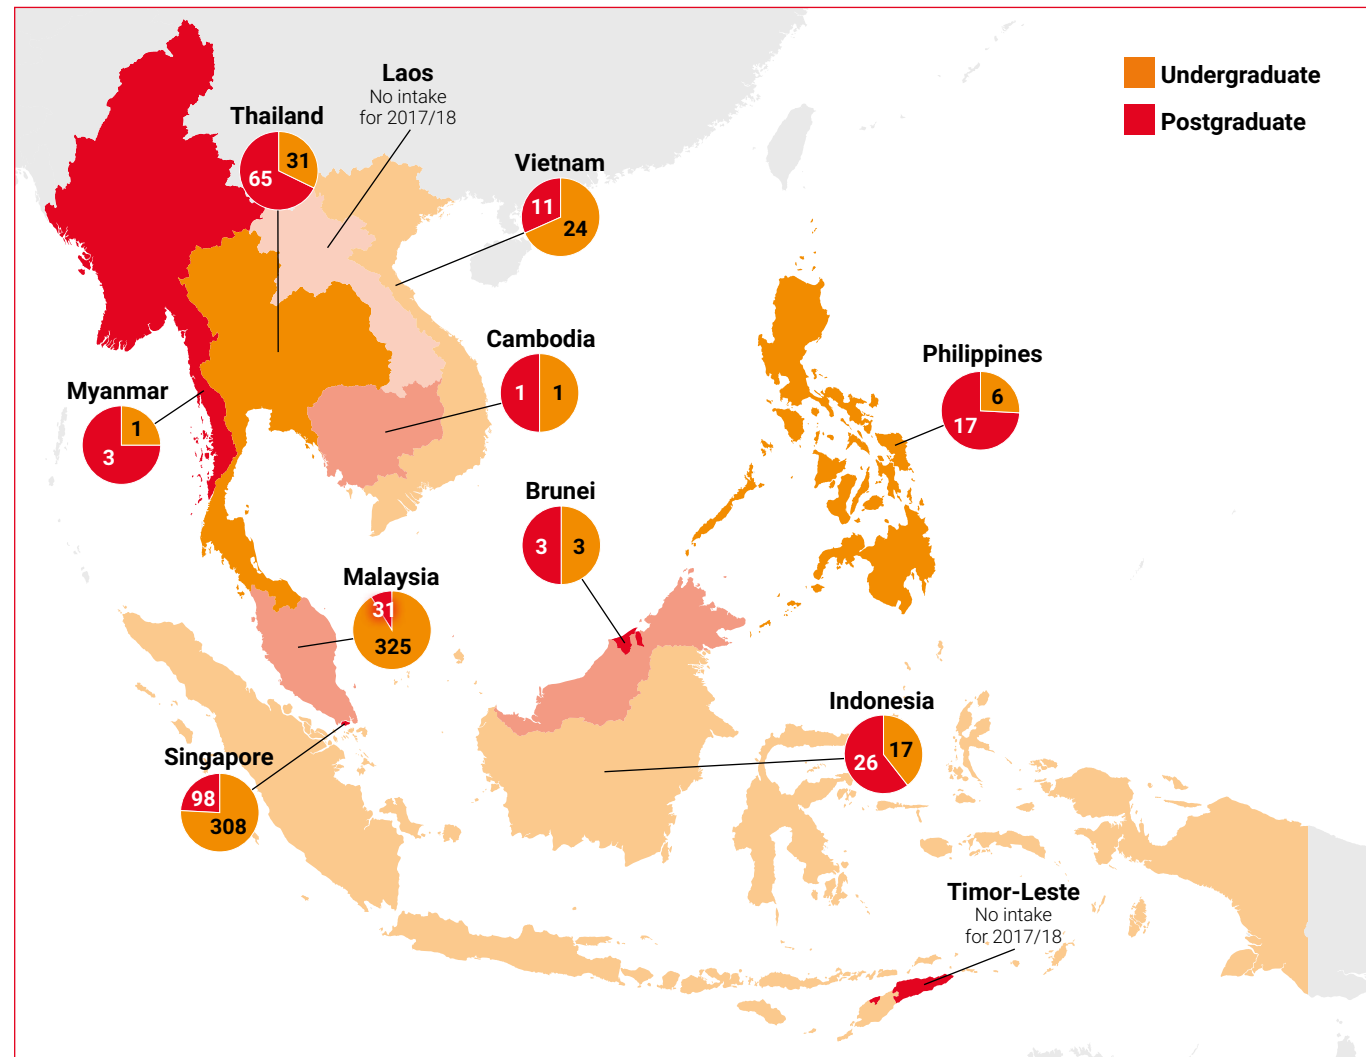 Undergraduate
Postgraduate
Laos
No intake
for 2017/18
Thailand
31
65
Vietnam
11
24
Cambodia
1
1
Philippines
6
17
Myanmar
1
3
Brunei
3
3
Malaysia
31
325
Indonesia
17
26
Singapore
98
308
Timor-Leste
No intake
for 2017/18